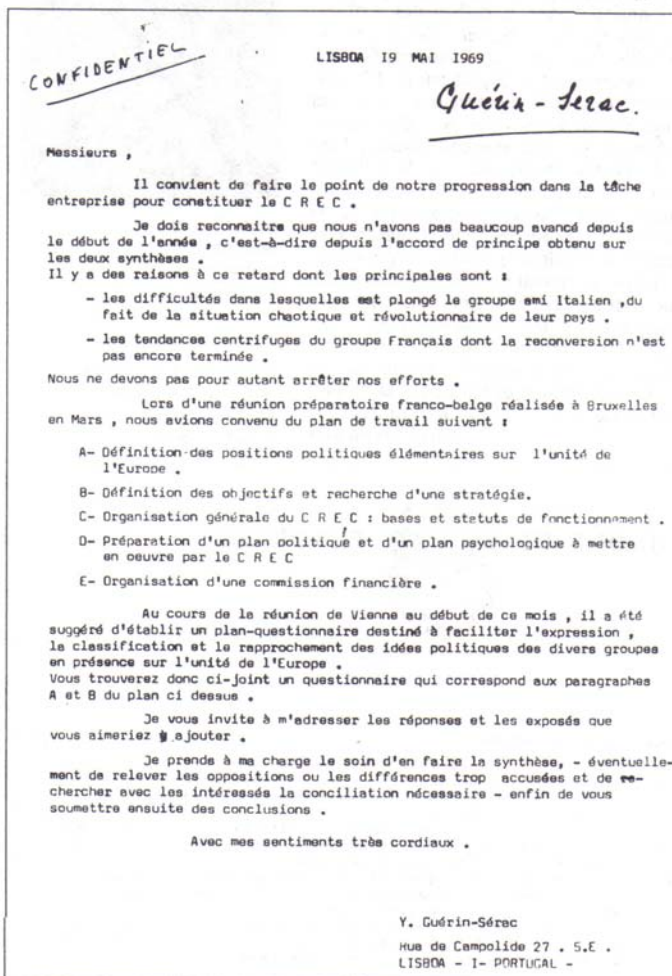 CONFIDENTIEL
LISBOA 19 MAI 1969
Guérin-Serac.
Messieurs ,
Il convient de faire le point de notre progression dans la tâche
entreprise pour constituer le C R E C .
Je dois reconnaitre que nous n'avons pas beaucoup avancé depuis
le début de l'année , c'est-à-dire depuis l'accord de principe obtenu sur
les deux synthèses .
Il y a des raisons à ce retard dont les principales sont :
- les difficultés dans lesquelles est plongé le groupe ami Italien ,du
fait de la situation chaotique et révolutionnaire de leur pays .
- les tendances centrifuges du groupe Français dont la reconversion n'est
pas encore terminée .
Nous ne devons pas pour autant arrêter nos efforts .
Lors d'une réunion préparatoire franco-belge réalisée à Bruxelles
en Mars , nous avions convenu du plan de travail suivant :
A- Définition des positions politiques élémentaires sur l'unité de
l'Europe .
B- Définition des objectifs et recherche d'une stratégie.
C- Organisation générale du C R E C : bases et statuts de fonctionnement .
D- Préparation d'un plan politique et d'un plan psychologique à mettre
en oeuvre par le C R E C
E- Organisation d'une commission financière .
Au cours de la réunion de Vienne au début de ce mois , il a été
suggéré d'établir un plan-questionnaire destiné à faciliter l'expression ,
la classification et le rapprochement des idées politiques des divers groupes
en présence sur l'unité de l'Europe .
Vous trouverez donc ci-joint un questionnaire qui correspond aux paragraphes
A et B du plan ci dessus .
Je vous invite à m'adresser les réponses et les exposés que
vous aimeriez y ajouter .
Je prends à ma charge le soin d'en faire la synthèse, - éventuelle-
ment de relever les oppositions ou les différences trop accusées et de re-
chercher avec les intéressés la conciliation nécessaire - enfin de vous
soumettre ensuite des conclusions .
Avec mes sentiments très cordiaux .
Y. Guérin-Sérac
Hua de Campolide 27 . 5.E .
LISBOA - I- PORTUGAL -